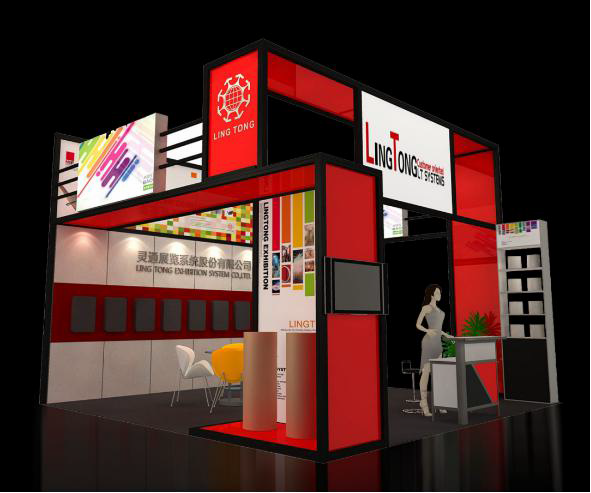 LING TONG
LINGTONG
Customer oriented
LT SYSTEMS
灵通展览系统股份有限公司
LING TONG EXHIBITION SYSTEM CO.,LTD.
LINGTONG EXHIBITION
LINGT